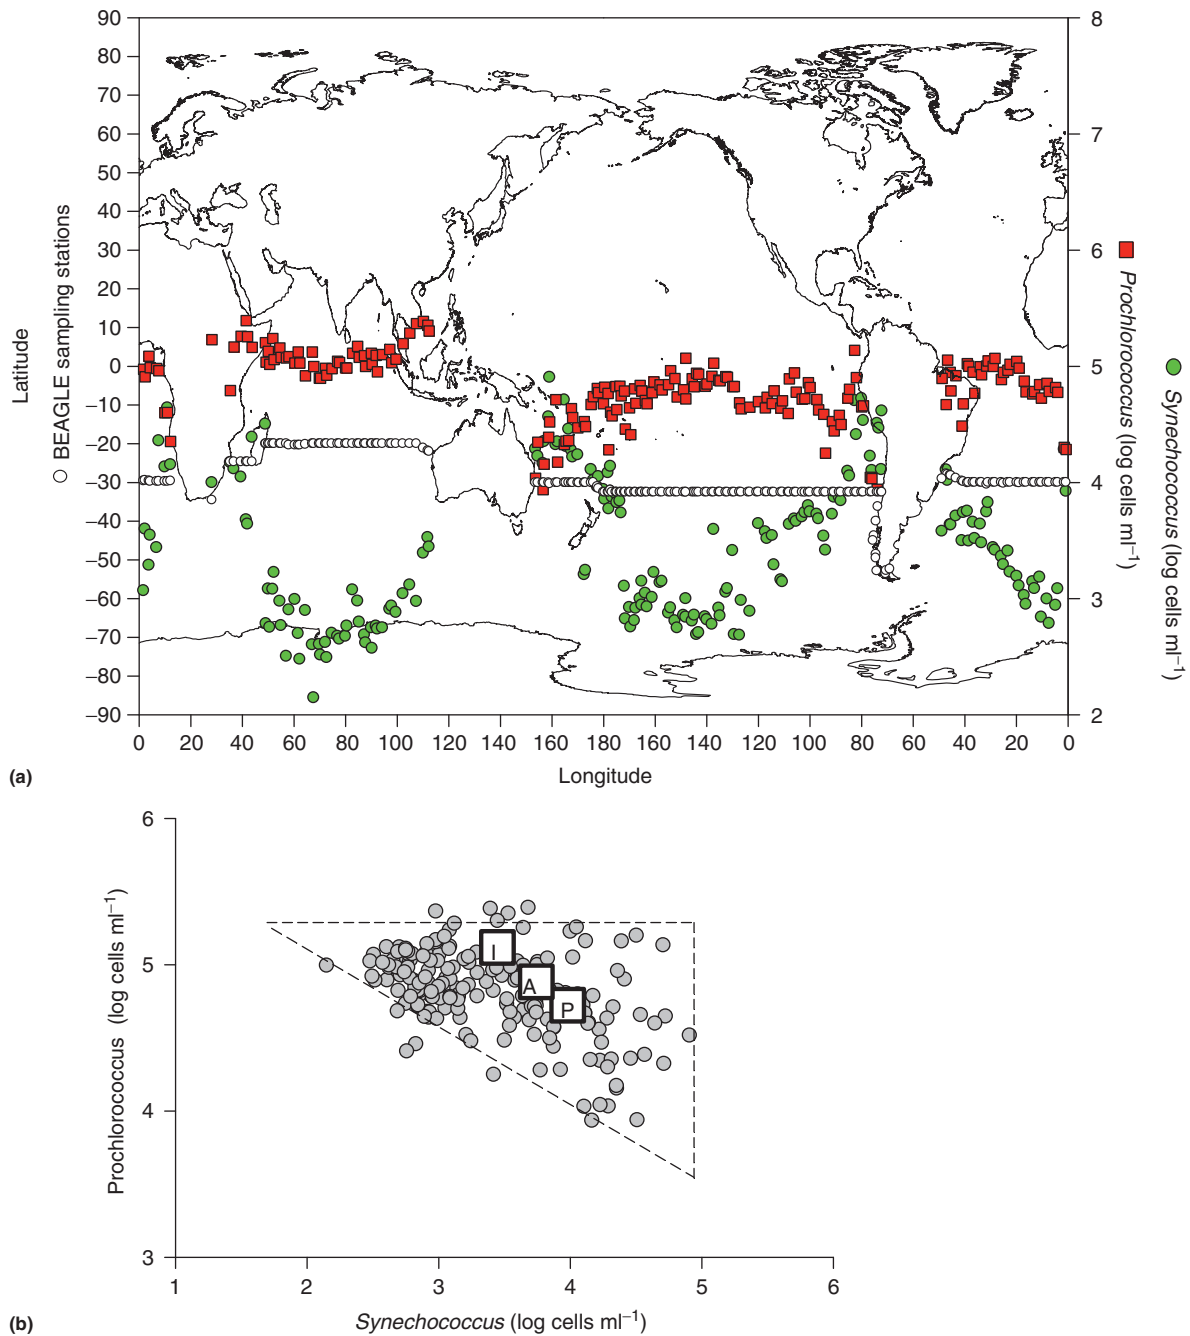 90
80
70
60
50
40
30
20
10
0
–10
–20
–30
–40
–50
–60
–70
–80
–90
Latitude
BEAGLE sampling stations
8
7
6
5
4
3
2
Prochlorococcus (log cells ml–1)
Synechococcus (log cells ml–1)
0 20 40 60 80 100 120 140 160 180 160 140 120 100 80 60 40 20 0
Longitude
(a)
6
5
4
3
Prochlorococcus (log cells ml–1)
I
A
P
1 2 3 4 5 6
Synechococcus (log cells ml–1)
(b)